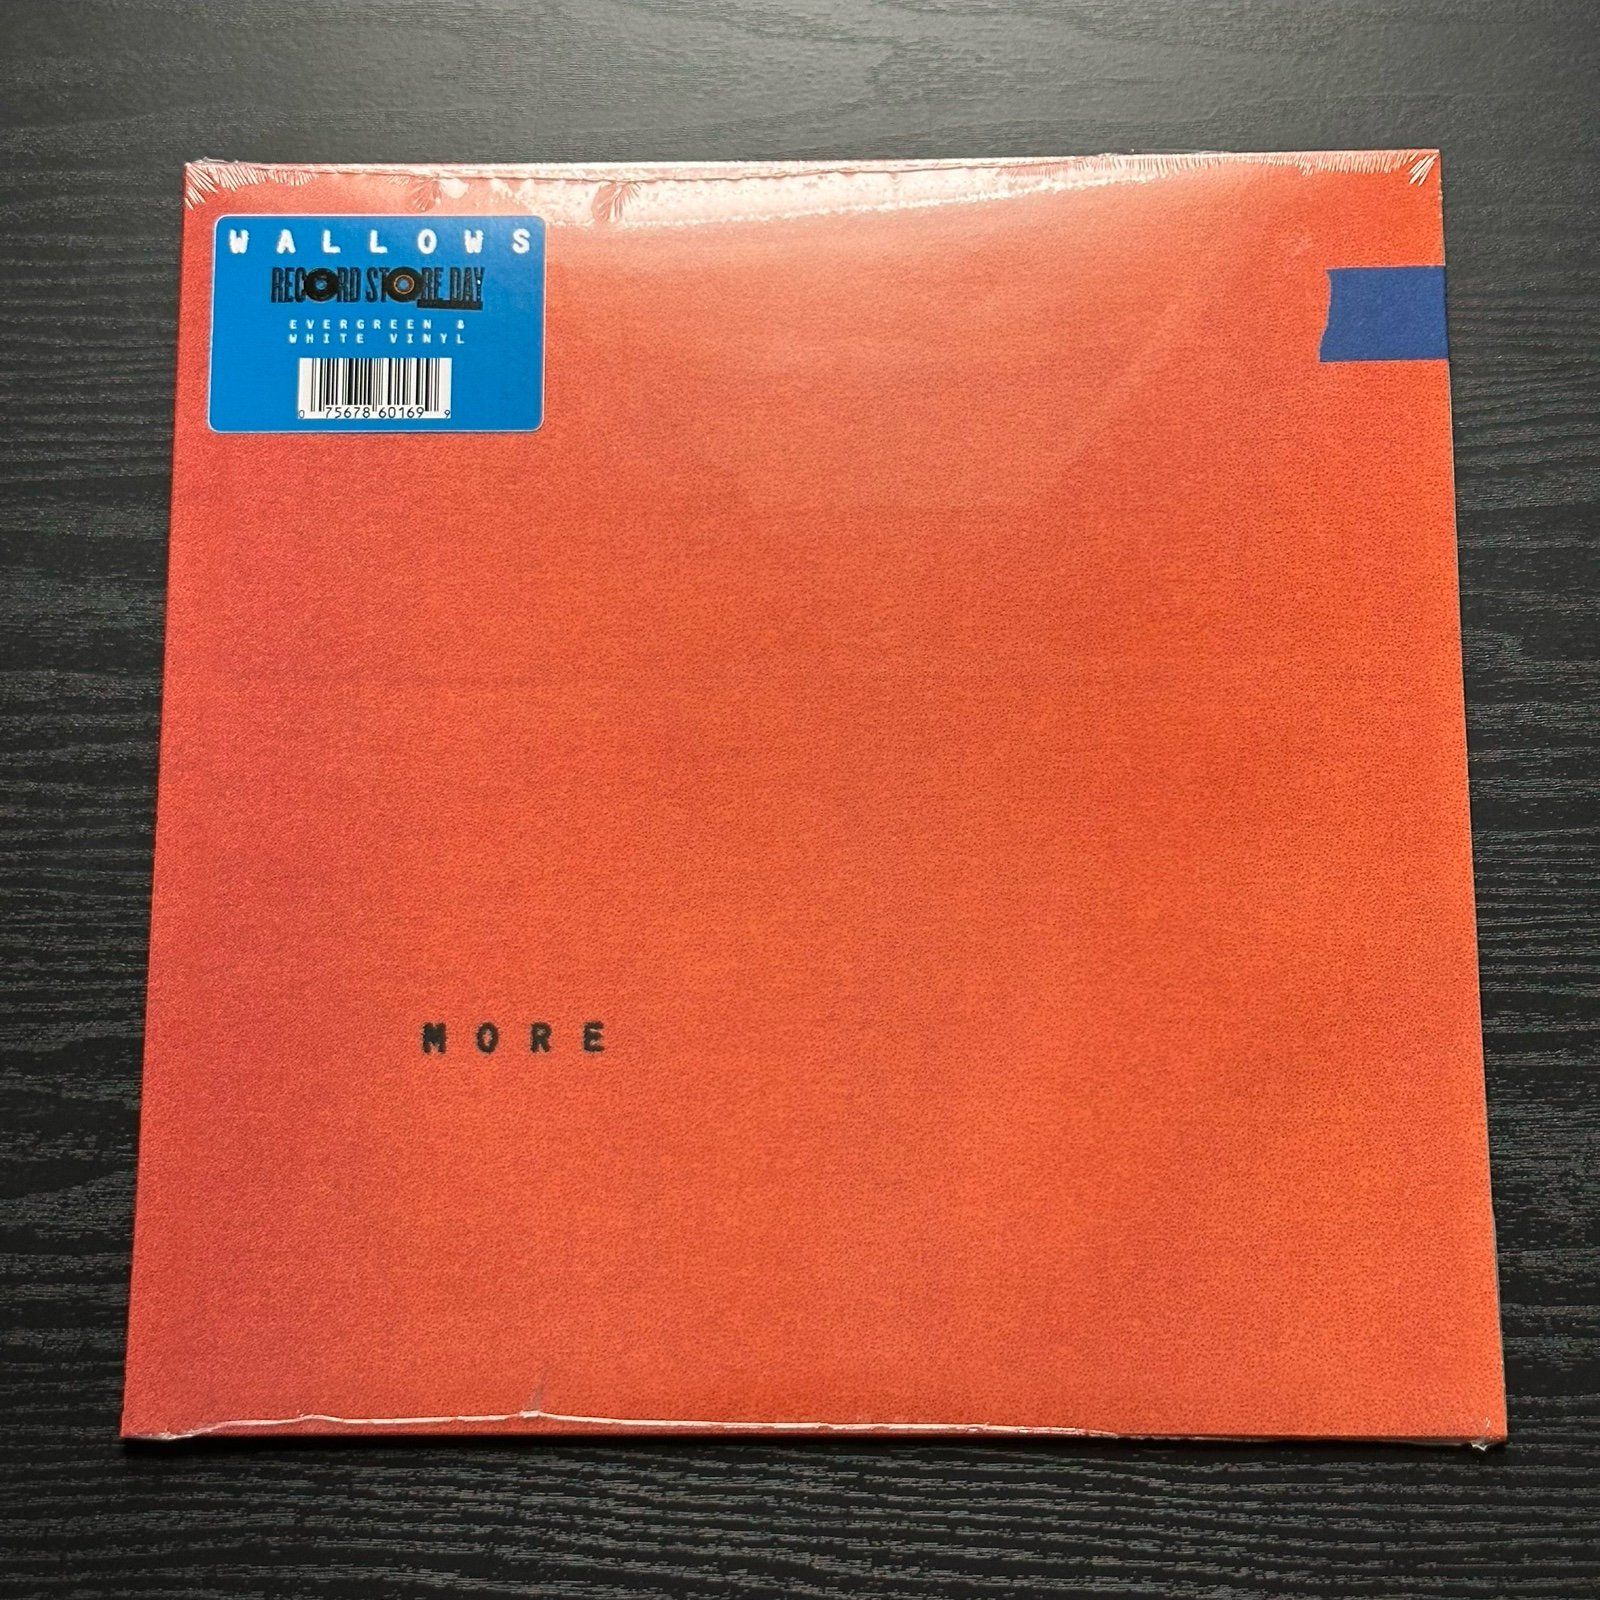 WALLOWS
RECORD STORE DAY
EVERGREEN &
WHITE VINYL
0 75678 60169 9
MORE